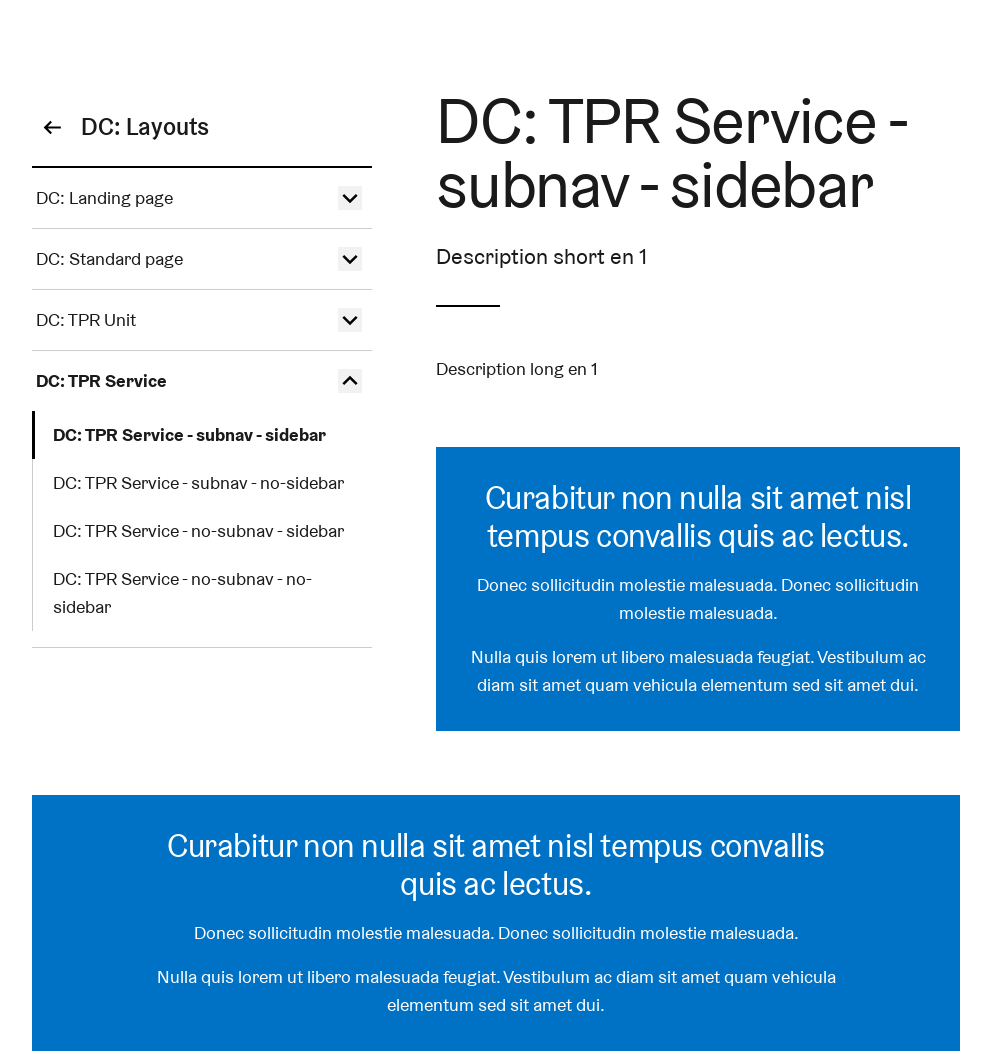 DC: Layouts
DC: Landing page
DC: Standard page
DC: TPR Unit
DC: TPR Service
DC: TPR Service - subnav - sidebar
DC: TPR Service - subnav - no-sidebar
DC: TPR Service - no-subnav - sidebar
DC: TPR Service - no-subnav - no-
sidebar
DC: TPR Service -
subnav - sidebar
Description short en 1
Description long en 1
Curabitur non nulla sit amet nisl
tempus convallis quis ac lectus.
Donec sollicitudin molestie malesuada. Donec sollicitudin
molestie malesuada.
Nulla quis lorem ut libero malesuada feugiat. Vestibulum ac
diam sit amet quam vehicula elementum sed sit amet dui.
Curabitur non nulla sit amet nisl tempus convallis
quis ac lectus.
Donec sollicitudin molestie malesuada. Donec sollicitudin molestie malesuada.
Nulla quis lorem ut libero malesuada feugiat. Vestibulum ac diam sit amet quam vehicula
elementum sed sit amet dui.